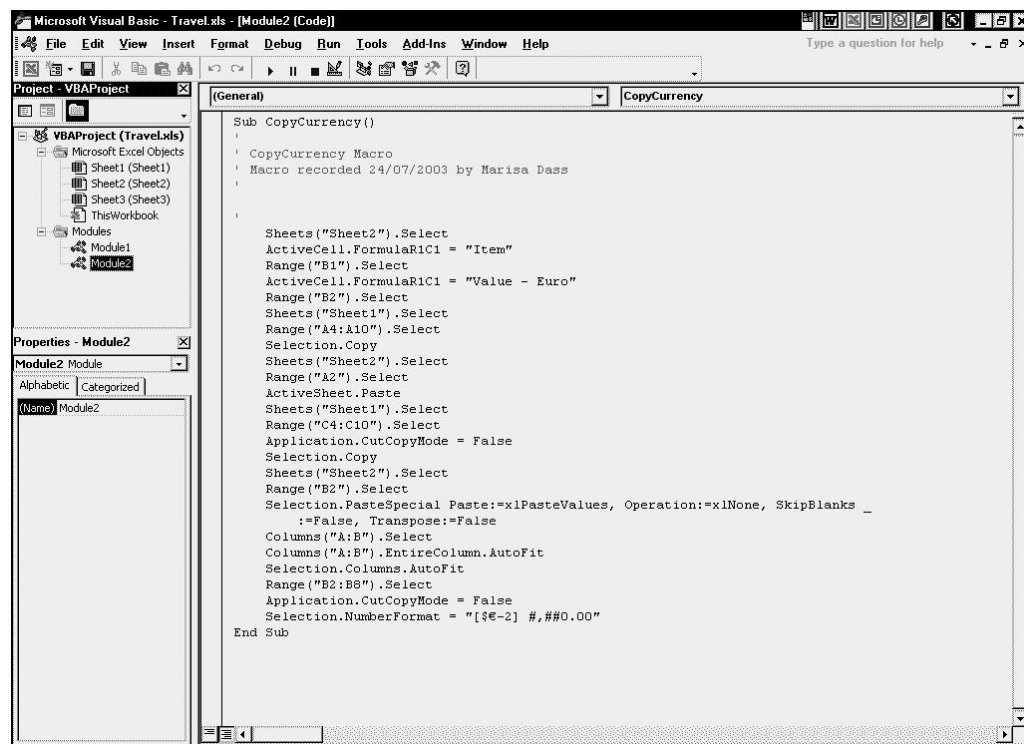 Microsoft Visual Basic - Travel.xls - [Module2 (Code)]
File Edit View Insert Format Debug Run Tools Add-Ins Window Help
Type a question for help
Project - VBAProject
VBAProject (Travel.xls)
Microsoft Excel Objects
Sheet1 (Sheet1)
Sheet2 (Sheet2)
Sheet3 (Sheet3)
ThisWorkbook
Modules
Module1
Module2
Properties - Module2
Module2 Module
Alphabetic Categorized
(Name) Module2
(General) CopyCurrency
Sub CopyCurrency()
'
' CopyCurrency Macro
' Macro recorded 24/07/2003 by Marisa Dass
'
'
Sheets("Sheet2").Select
ActiveCell.FormulaR1C1 = "Item"
Range("B1").Select
ActiveCell.FormulaR1C1 = "Value - Euro"
Range("B2").Select
Sheets("Sheet1").Select
Range("A4:A10").Select
Selection.Copy
Sheets("Sheet2").Select
Range("A2").Select
ActiveSheet.Paste
Sheets("Sheet1").Select
Range("C4:C10").Select
Application.CutCopyMode = False
Selection.Copy
Sheets("Sheet2").Select
Range("B2").Select
Selection.PasteSpecial Paste:=xlPasteValues, Operation:=xlNone, SkipBlanks _
:=False, Transpose:=False
Columns("A:B").Select
Columns("A:B").EntireColumn.AutoFit
Selection.Columns.AutoFit
Range("B2:B8").Select
Application.CutCopyMode = False
Selection.NumberFormat = "[$€-2] #,##0.00"
End Sub